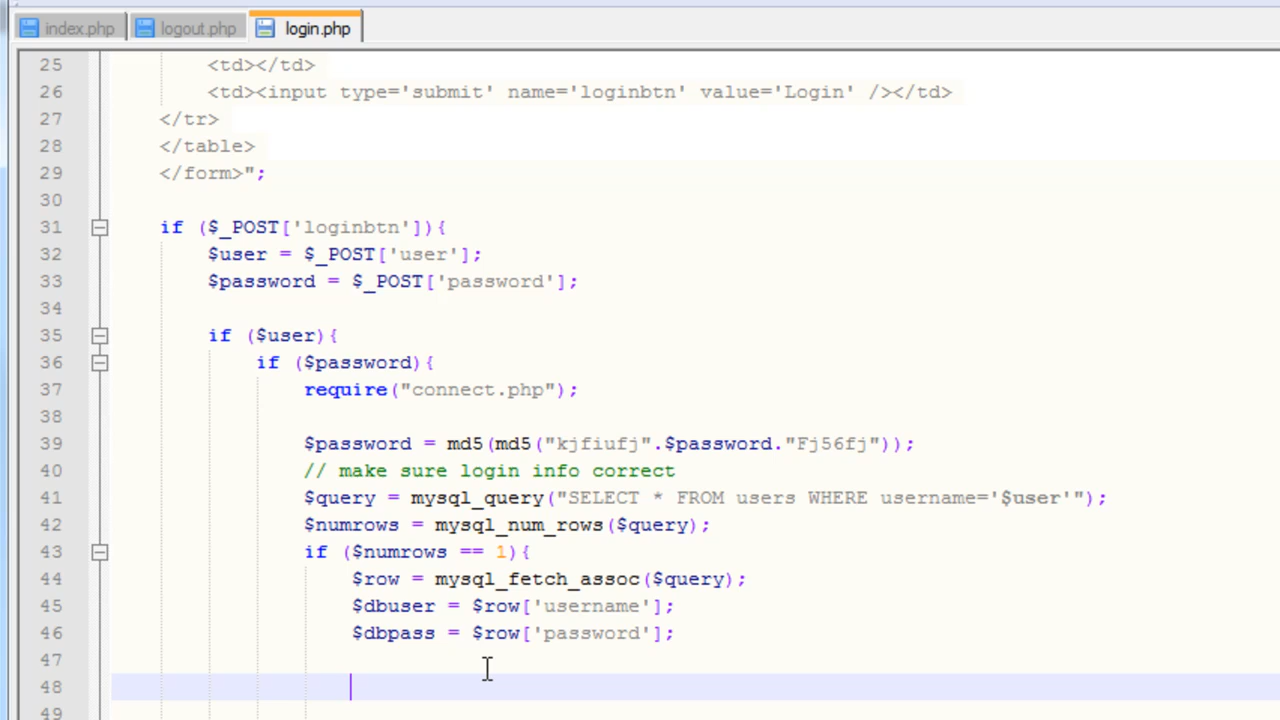 index.php logout.php login.php
25 <td></td>
26 <td><input type='submit' name='loginbtn' value='Login' /></td>
27 </tr>
28 </table>
29 </form>";
30
31 if ($_POST['loginbtn']){
32 $user = $_POST['user'];
33 $password = $_POST['password'];
34
35 if ($user){
36 if ($password){
37 require("connect.php");
38
39 $password = md5(md5("kjfiufj".$password."Fj56fj"));
40 // make sure login info correct
41 $query = mysql_query("SELECT * FROM users WHERE username='$user'");
42 $numrows = mysql_num_rows($query);
43 if ($numrows == 1){
44 $row = mysql_fetch_assoc($query);
45 $dbuser = $row['username'];
46 $dbpass = $row['password'];
47
48
49